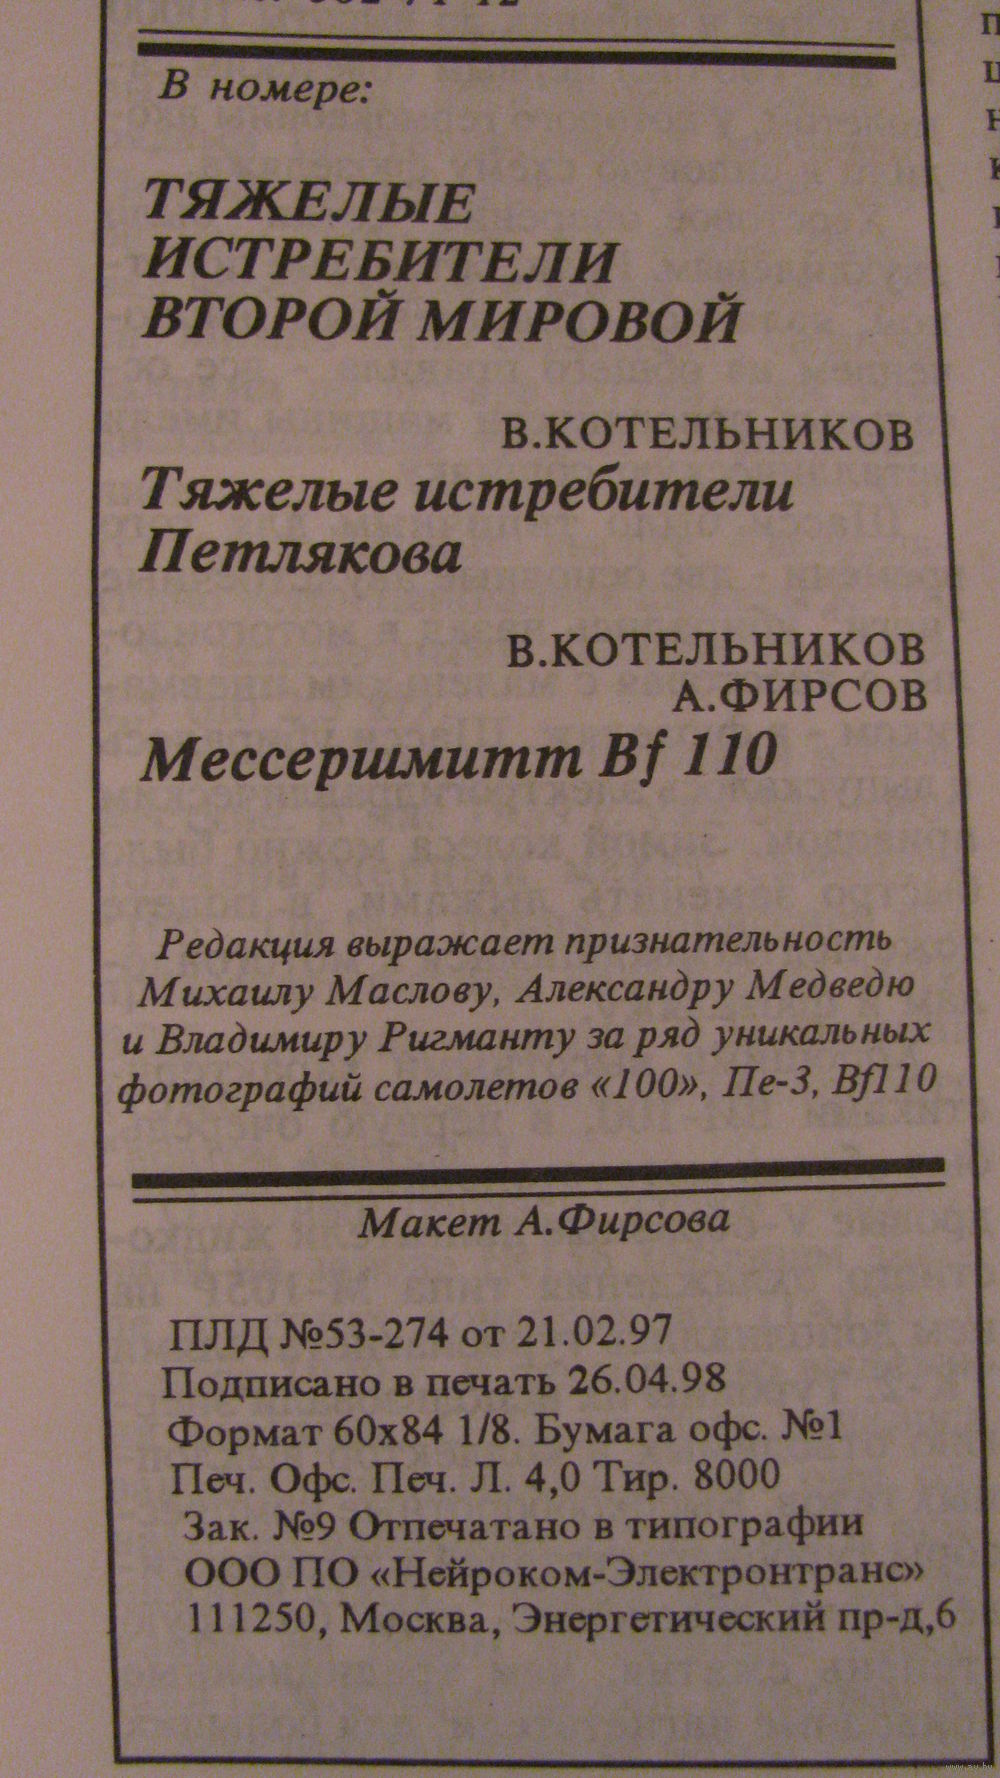 В номере:
ТЯЖЕЛЫЕ
ИСТРЕБИТЕЛИ
ВТОРОЙ МИРОВОЙ
В.КОТЕЛЬНИКОВ
Тяжелые истребители
Петлякова
В.КОТЕЛЬНИКОВ
А.ФИРСОВ
Мессершмитт Bf 110
Редакция выражает признательность
Михаилу Маслову, Александру Медведю
и Владимиру Ригманту за ряд уникальных
фотографий самолетов «100», Пе-3, Bf110
Макет А.Фирсова
ПЛД №53-274 от 21.02.97
Подписано в печать 26.04.98
Формат 60х84 1/8. Бумага офс. №1
Печ. Офс. Печ. Л. 4,0 Тир. 8000
Зак. №9 Отпечатано в типографии
ООО ПО «Нейроком-Электронтранс»
111250, Москва, Энергетический пр-д,6